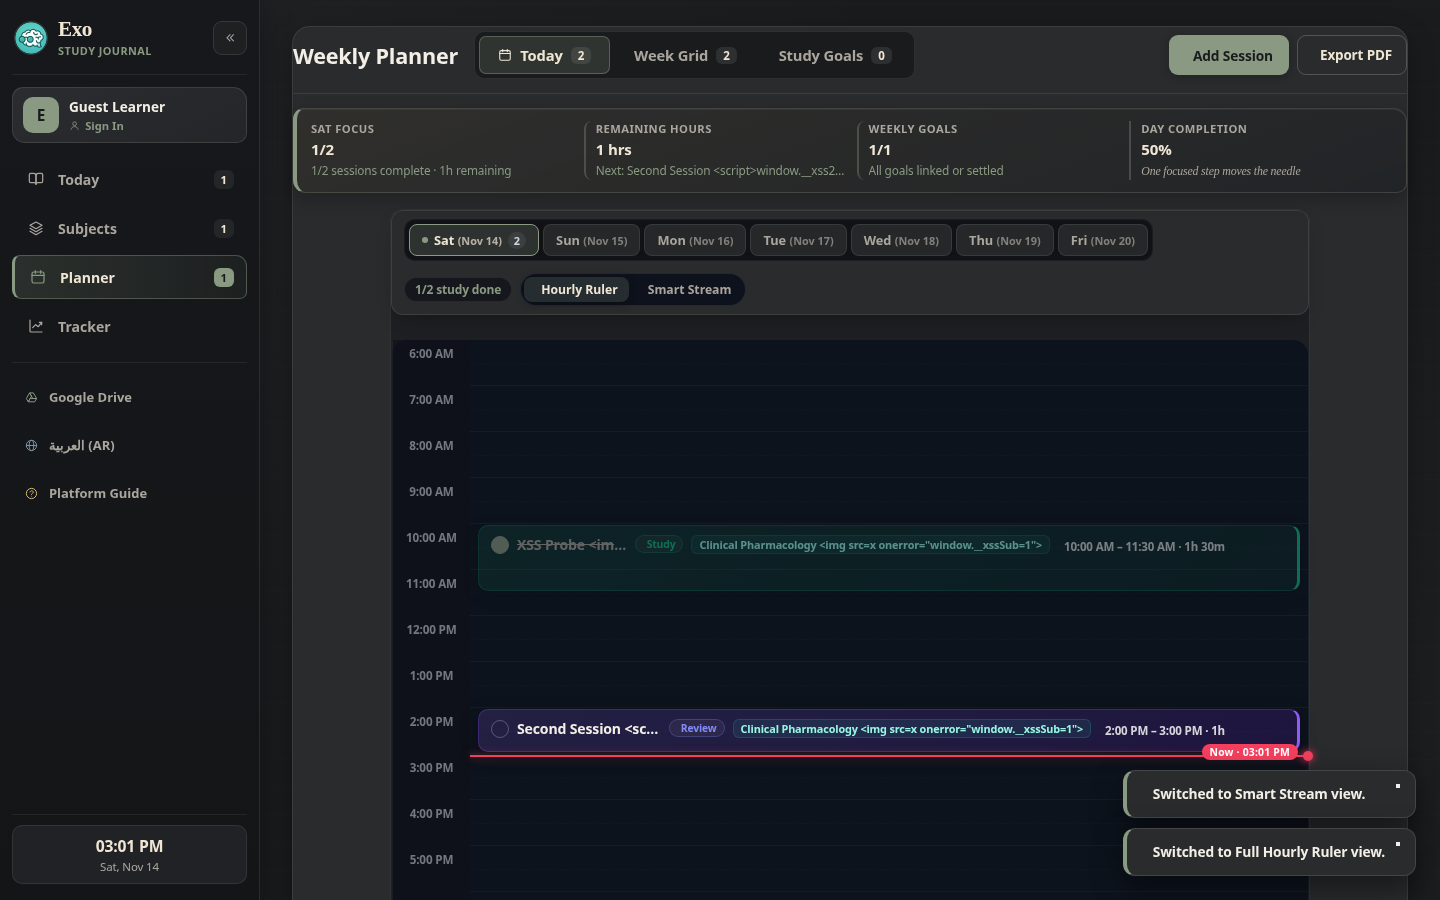 Exo
STUDY JOURNAL
E
Guest Learner
Sign In
Today 1
Subjects 1
Planner 1
Tracker
Google Drive
العربية (AR)
Platform Guide
03:01 PM
Sat, Nov 14
Weekly Planner
Today 2
Week Grid 2
Study Goals 0
Add Session
Export PDF
SAT FOCUS
1/2
1/2 sessions complete · 1h remaining
REMAINING HOURS
1 hrs
Next: Second Session <script>window.__xss2...
WEEKLY GOALS
1/1
All goals linked or settled
DAY COMPLETION
50%
One focused step moves the needle
Sat (Nov 14) 2
Sun (Nov 15)
Mon (Nov 16)
Tue (Nov 17)
Wed (Nov 18)
Thu (Nov 19)
Fri (Nov 20)
1/2 study done
Hourly Ruler
Smart Stream
6:00 AM
7:00 AM
8:00 AM
9:00 AM
10:00 AM
XSS Probe <im... Study Clinical Pharmacology <img src=x onerror="window.__xssSub=1"> 10:00 AM – 11:30 AM · 1h 30m
11:00 AM
12:00 PM
1:00 PM
2:00 PM
Second Session <sc... Review Clinical Pharmacology <img src=x onerror="window.__xssSub=1"> 2:00 PM – 3:00 PM · 1h
Now · 03:01 PM
3:00 PM
4:00 PM
5:00 PM
Switched to Smart Stream view.
Switched to Full Hourly Ruler view.